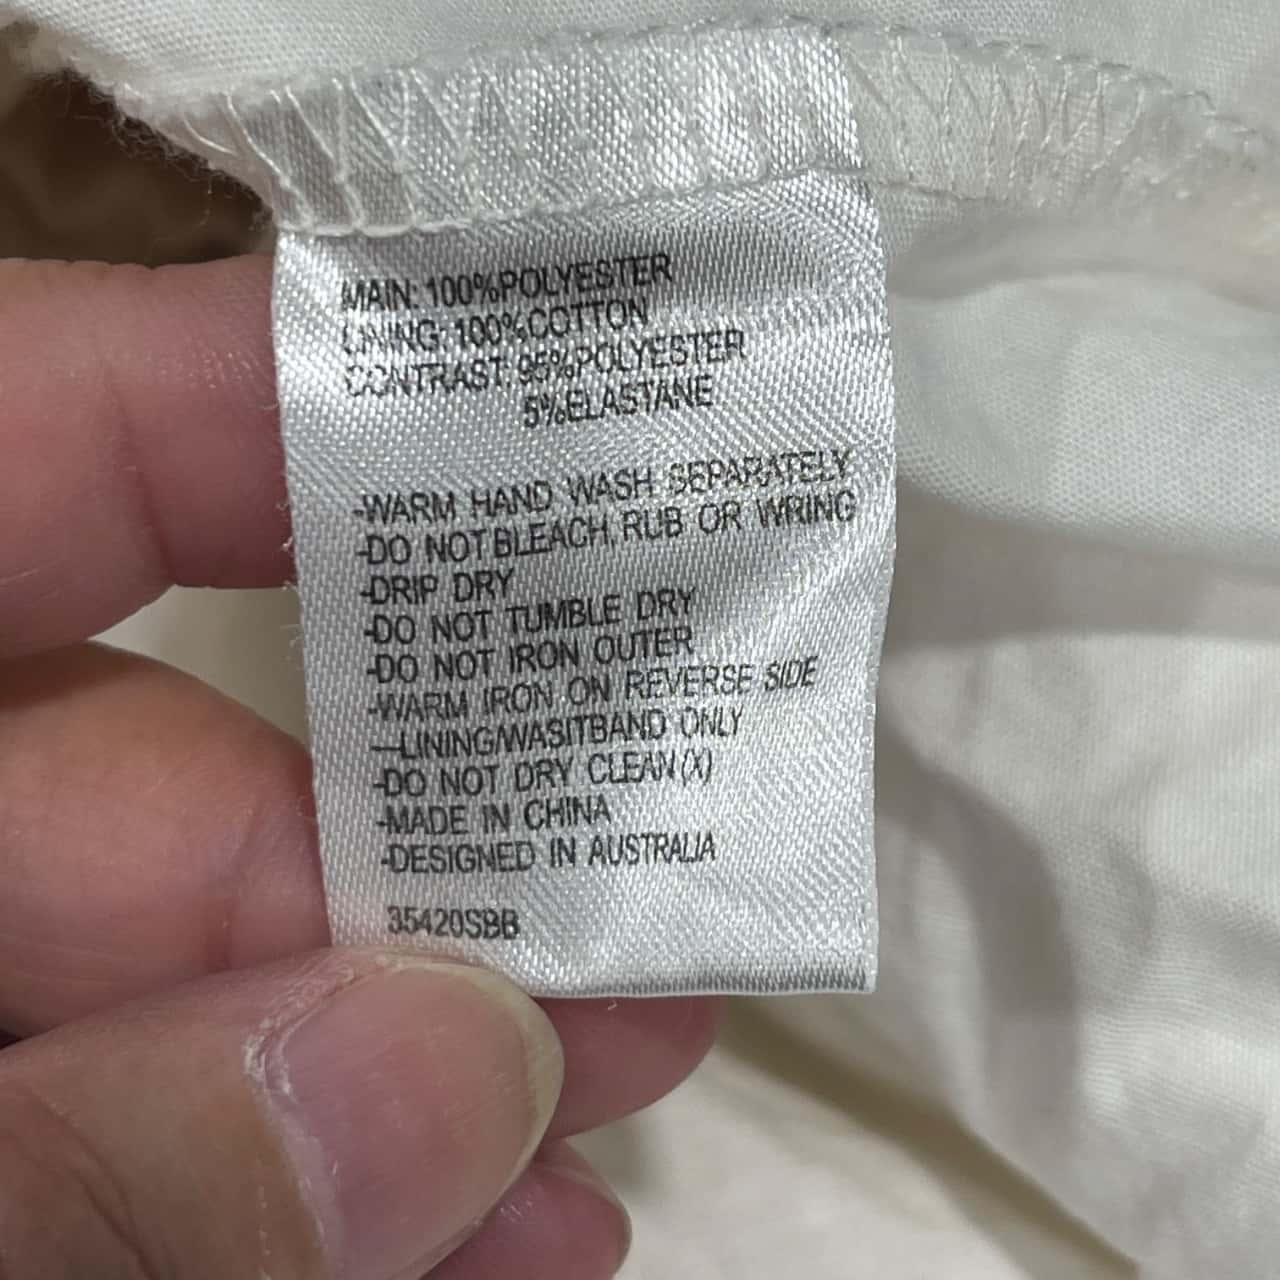 MAIN: 100%POLYESTER
LINING: 100%COTTON
CONTRAST: 95%POLYESTER
5%ELASTANE
-WARM HAND WASH SEPARATELY
-DO NOT BLEACH, RUB OR WRING
-DRIP DRY
-DO NOT TUMBLE DRY
-DO NOT IRON OUTER
-WARM IRON ON REVERSE SIDE
--LINING/WASITBAND ONLY
-DO NOT DRY CLEAN(X)
-MADE IN CHINA
-DESIGNED IN AUSTRALIA
35420SBB